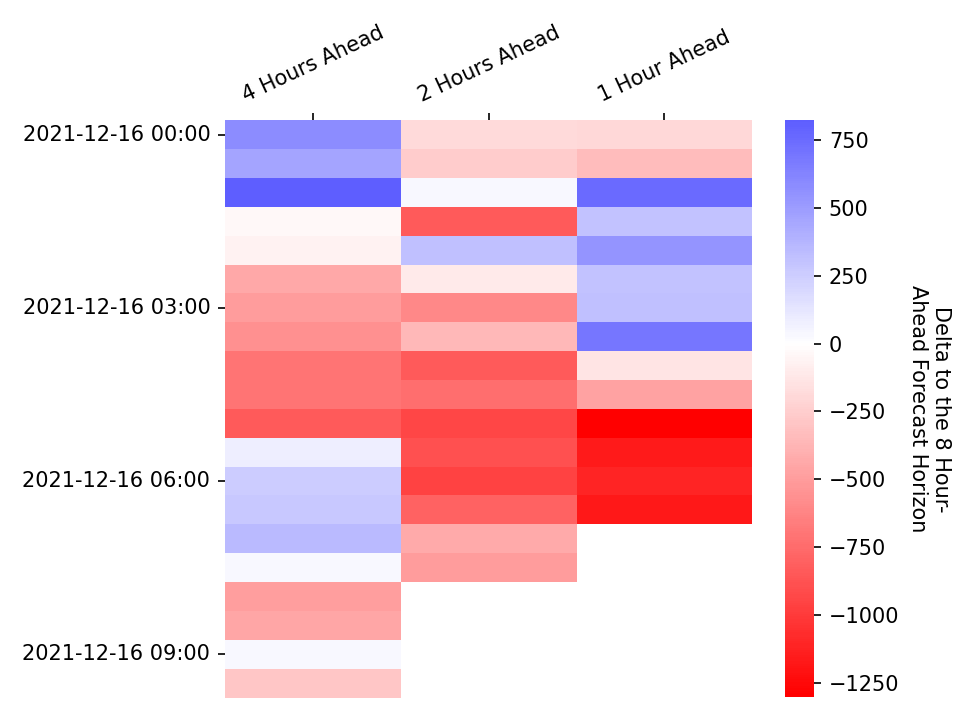 4 Hours Ahead
2 Hours Ahead
1 Hour Ahead
2021-12-16 00:00
2021-12-16 03:00
2021-12-16 06:00
2021-12-16 09:00
750
500
250
0
−250
−500
−750
−1000
−1250
Delta to the 8 Hour-
Ahead Forecast Horizon